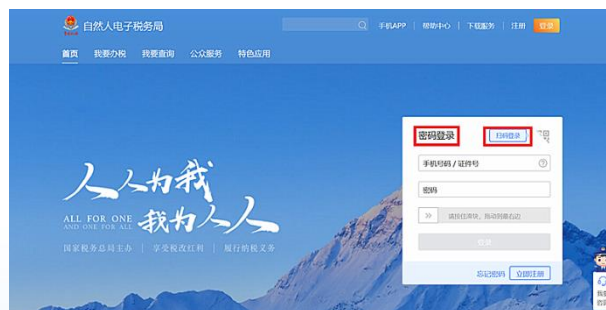 自然人电子税务局
手机APP | 帮助中心 | 下载服务 | 注册 登录
首页 我要办税 我要查询 公众服务 特色应用
密码登录 扫码登录
手机号码 / 证件号
密码
请按住滑块，拖动到最右边
登录
忘记密码 立即注册
人人为我
ALL FOR ONE
AND ONE FOR ALL
我为人人
国家税务总局主办 | 享受税改红利 | 履行纳税义务